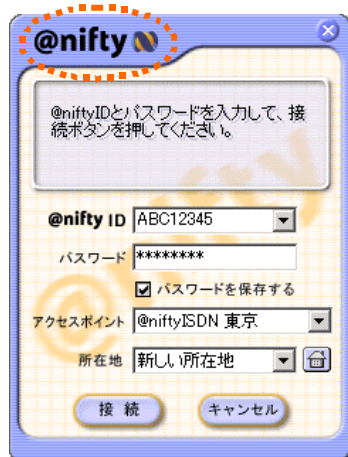 @nifty
@niftyIDとパスワードを入力して、接
続ボタンを押してください。
@nifty ID ABC12345
パスワード ********
パスワードを保存する
アクセスポイント @niftyISDN 東京
所在地 新しい所在地
接 続 キャンセル